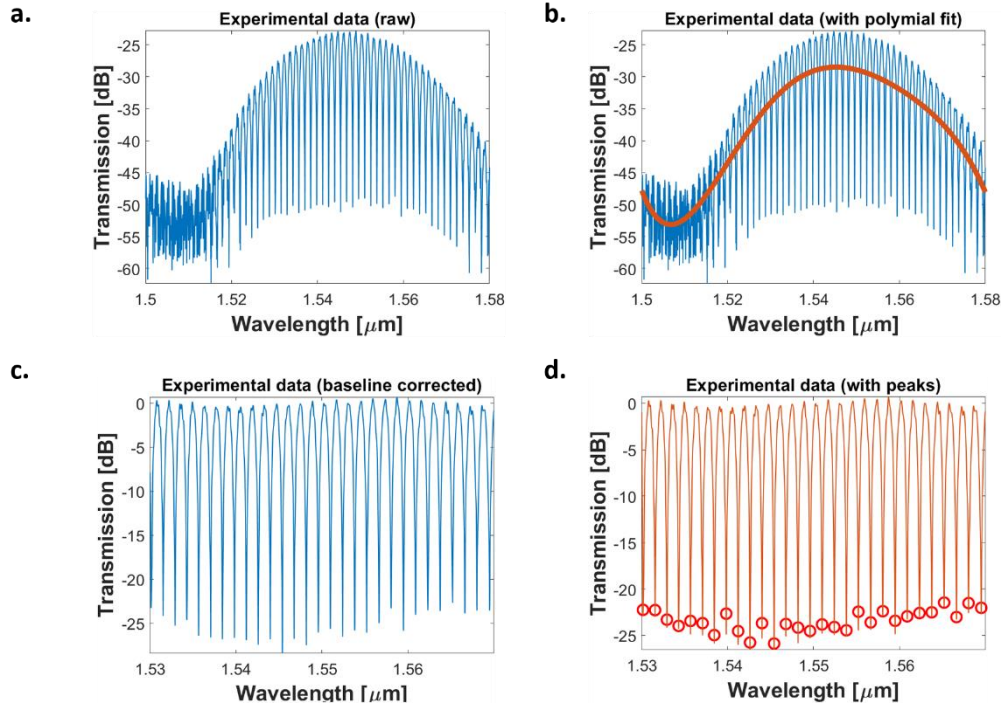 a.
Experimental data (raw)
Transmission [dB]
-25
-30
-35
-40
-45
-50
-55
-60
1.5
1.52
1.54
1.56
1.58
Wavelength [μm]
b.
Experimental data (with polymial fit)
Transmission [dB]
-25
-30
-35
-40
-45
-50
-55
-60
1.5
1.52
1.54
1.56
1.58
Wavelength [μm]
c.
Experimental data (baseline corrected)
Transmission [dB]
0
-5
-10
-15
-20
-25
1.53
1.54
1.55
1.56
Wavelength [μm]
d.
Experimental data (with peaks)
Transmission [dB]
0
-5
-10
-15
-20
-25
1.53
1.54
1.55
1.56
Wavelength [μm]